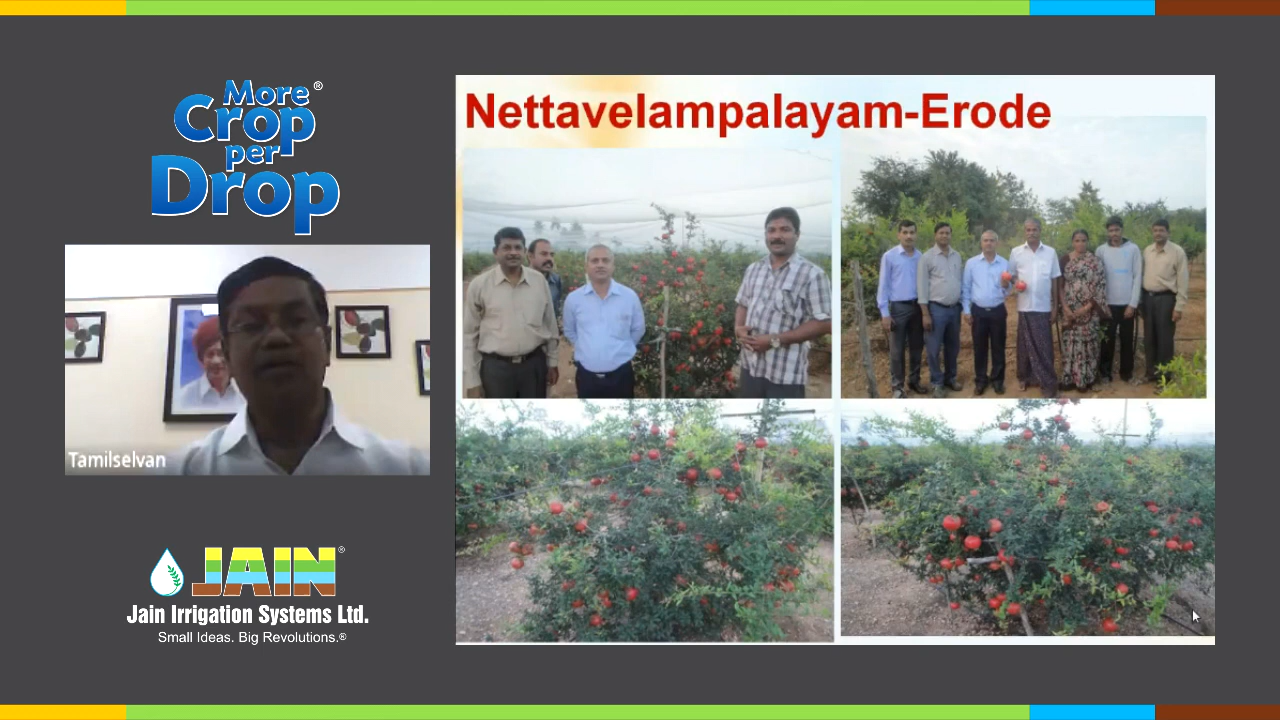 More®
Crop
per
Drop
Nettavelampalayam-Erode
Tamilselvan
JAIN®
Jain Irrigation Systems Ltd.
Small Ideas. Big Revolutions.®